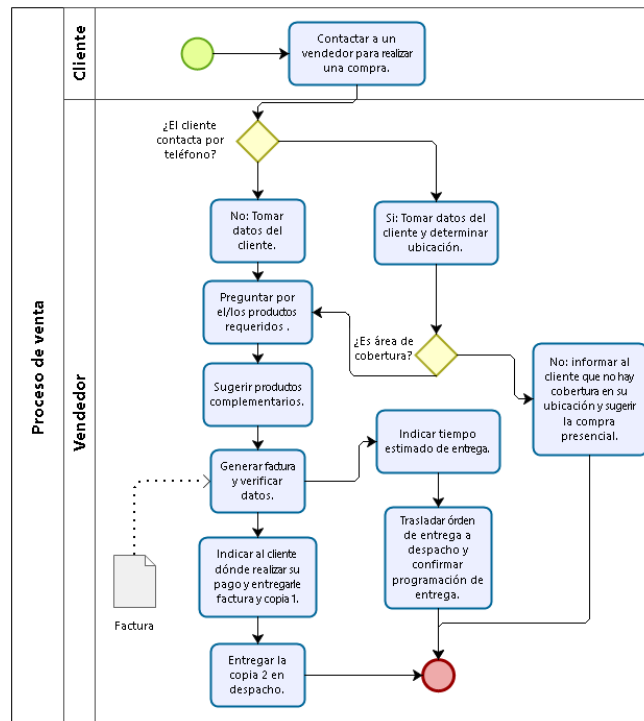 Proceso de venta
Cliente
Contactar a un
vendedor para realizar
una compra.
Vendedor
¿El cliente
contacta por
teléfono?
No: Tomar
datos del
cliente.
Si: Tomar datos del
cliente y determinar
ubicación.
Preguntar por
el/los productos
requeridos .
¿Es área de
cobertura?
No: informar al
cliente que no hay
cobertura en su
ubicación y sugerir
la compra
presencial.
Sugerir productos
complementarios.
Indicar tiempo
estimado de entrega.
Generar factura
y verificar
datos.
Trasladar órden
de entrega a
despacho y
confirmar
programación de
entrega.
Indicar al cliente
dónde realizar su
pago y entregarle
factura y copia 1.
Factura
Entregar la
copia 2 en
despacho.